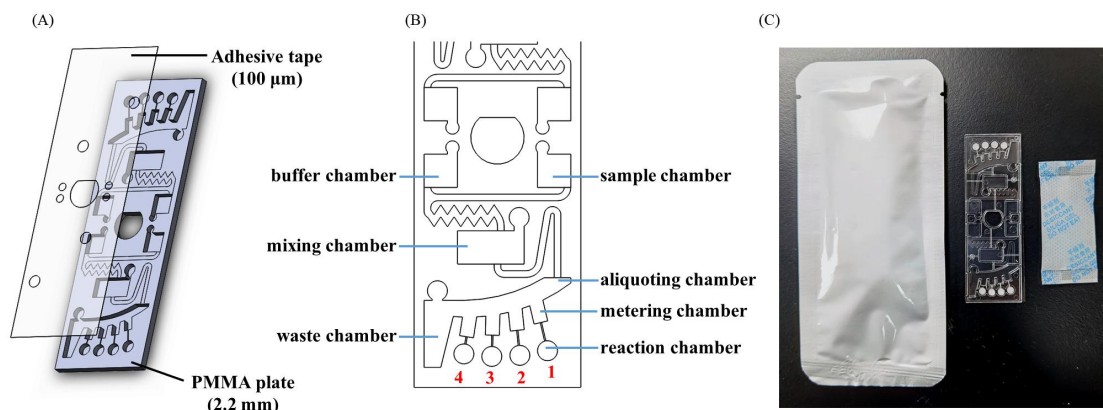 (A)
Adhesive tape
(100 μm)
PMMA plate
(2.2 mm)
(B)
buffer chamber
sample chamber
mixing chamber
aliquoting chamber
metering chamber
waste chamber
reaction chamber
4 3 2 1
(C)